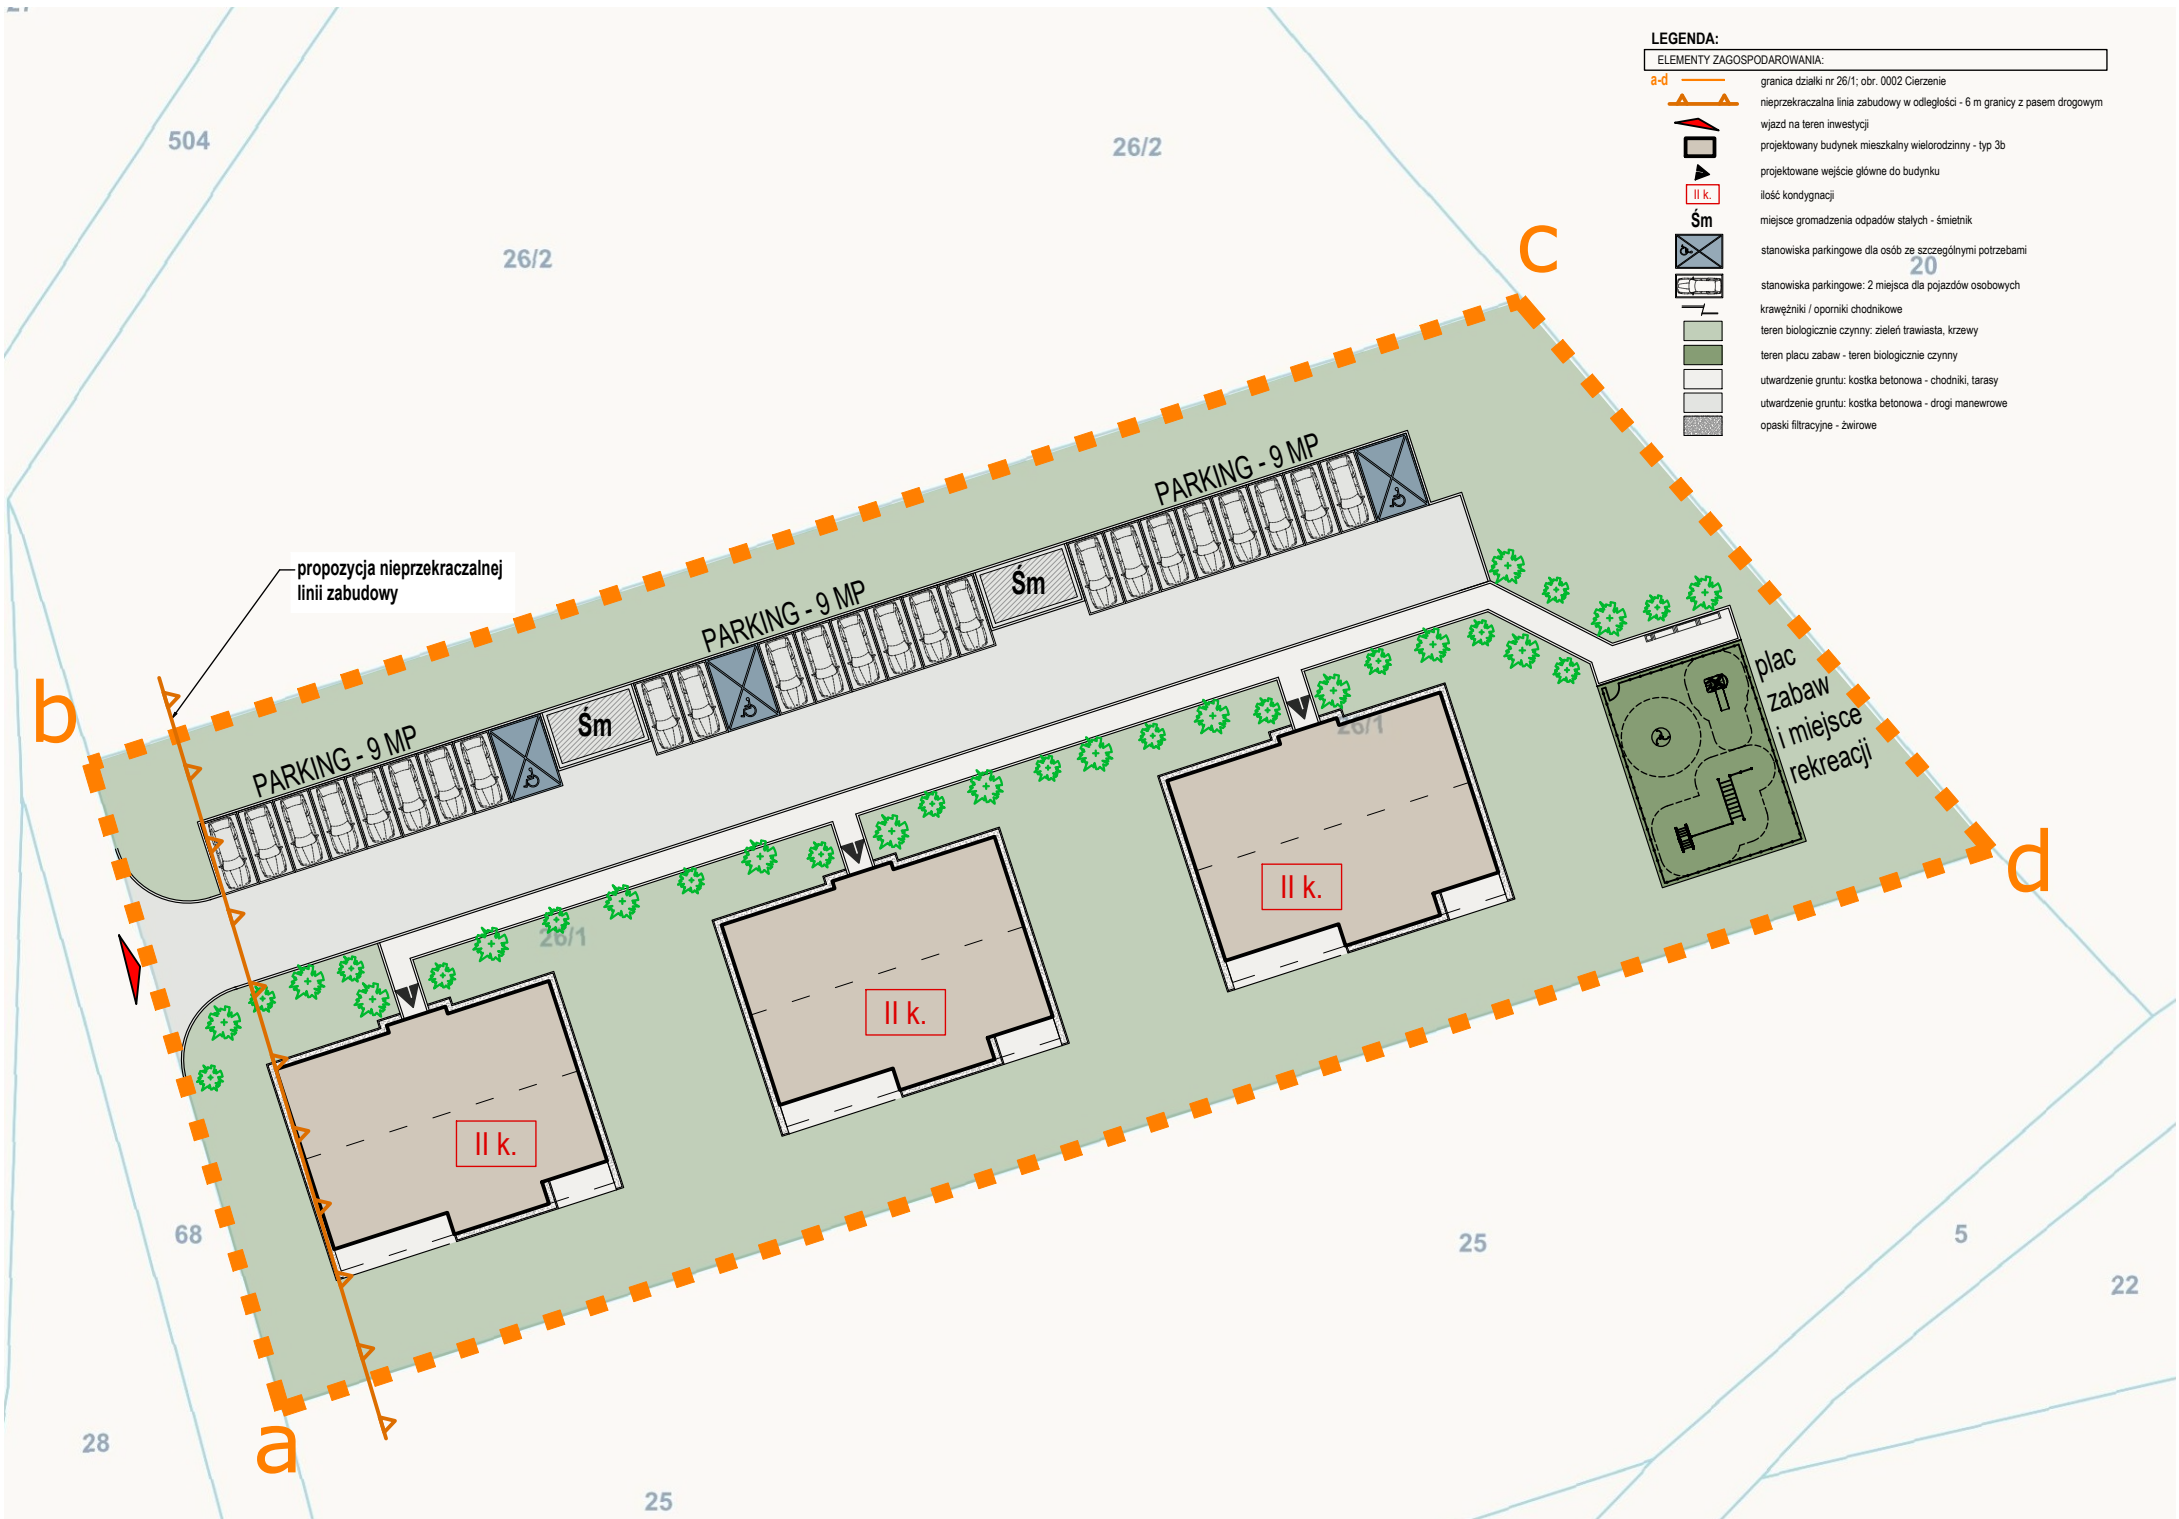 LEGENDA:
ELEMENTY ZAGOSPODAROWANIA:
a-d granica działki nr 26/1; obr. 0002 Cierzenie
nieprzekraczalna linia zabudowy w odległości - 6 m granicy z pasem drogowym
wjazd na teren inwestycji
projektowany budynek mieszkalny wielorodzinny - typ 3b
projektowane wejście główne do budynku
II k. ilość kondygnacji
Śm miejsce gromadzenia odpadów stałych - śmietnik
stanowiska parkingowe dla osób ze szczególnymi potrzebami
stanowiska parkingowe: 2 miejsca dla pojazdów osobowych
krawężniki / oporniki chodnikowe
teren biologicznie czynny: zieleń trawiasta, krzewy
teren placu zabaw - teren biologicznie czynny
utwardzenie gruntu: kostka betonowa - chodniki, tarasy
utwardzenie gruntu: kostka betonowa - drogi manewrowe
opaski filtracyjne - żwirowe
504
26/2
26/2
20
c
propozycja nieprzekraczalnej
linii zabudowy
PARKING - 9 MP
PARKING - 9 MP
PARKING - 9 MP
Śm
Śm
b
plac
zabaw
i miejsce
rekreacji
26/1
26/1
II k.
II k.
II k.
d
68
25
5
22
28
a
25